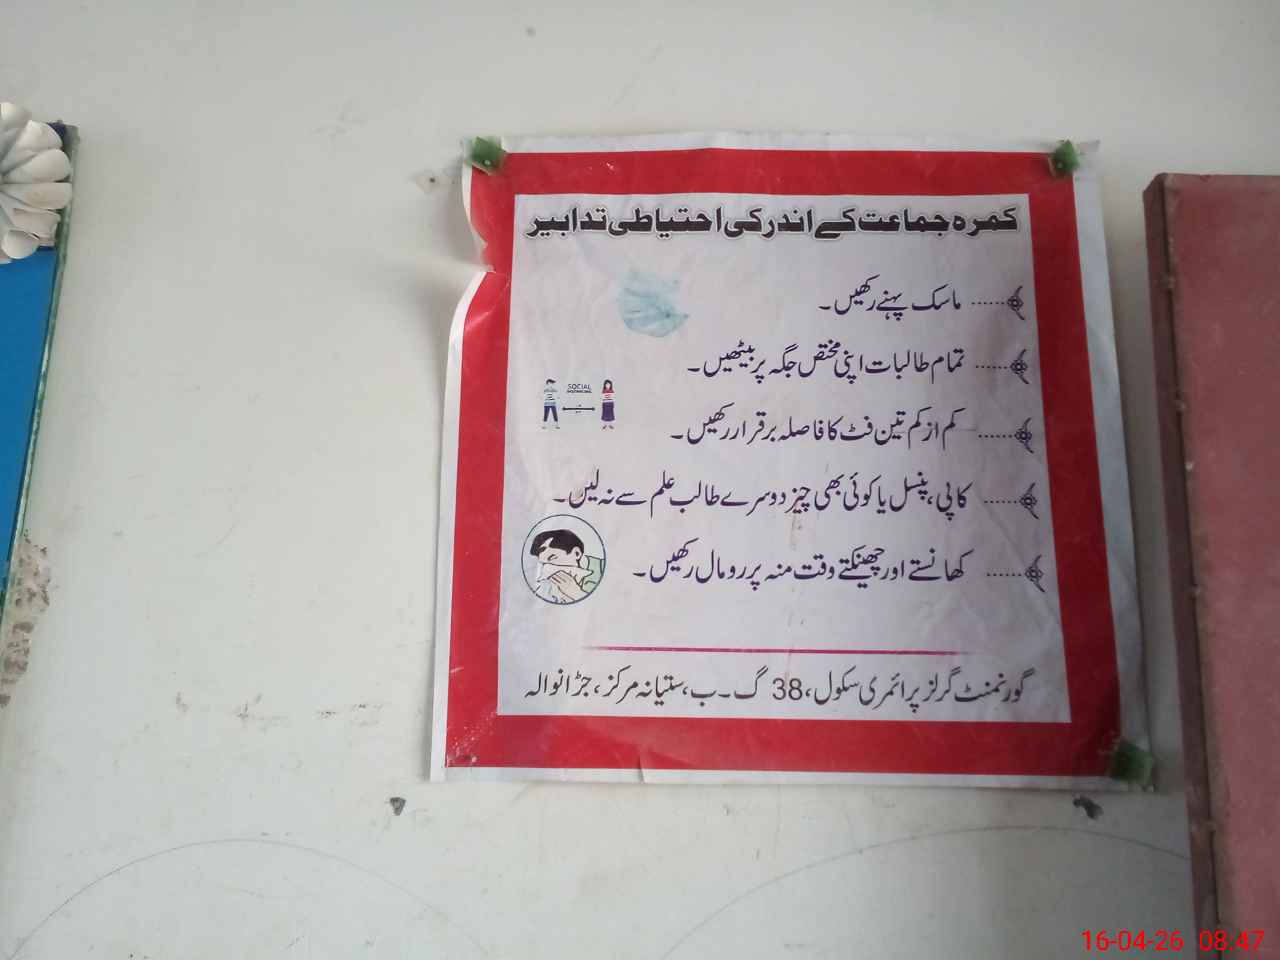 کمرہ جماعت کے اندر کی احتیاطی تدابیر
ماسک پہنے رکھیں۔
تمام طالبات اپنی مختص جگہ پر بیٹھیں۔
SOCIAL
DISTANCING
کم از کم تین فٹ کا فاصلہ برقرار رکھیں۔
کاپی، پنسل یا کوئی بھی چیز دوسرے طالب علم سے نہ لیں۔
کھانستے اور چھینکتے وقت منہ پر رومال رکھیں۔
گورنمنٹ گرلز پرائمری سکول، 38 گ۔ب، ستیانہ مرکز، جڑانوالہ
16-04-26 08:47